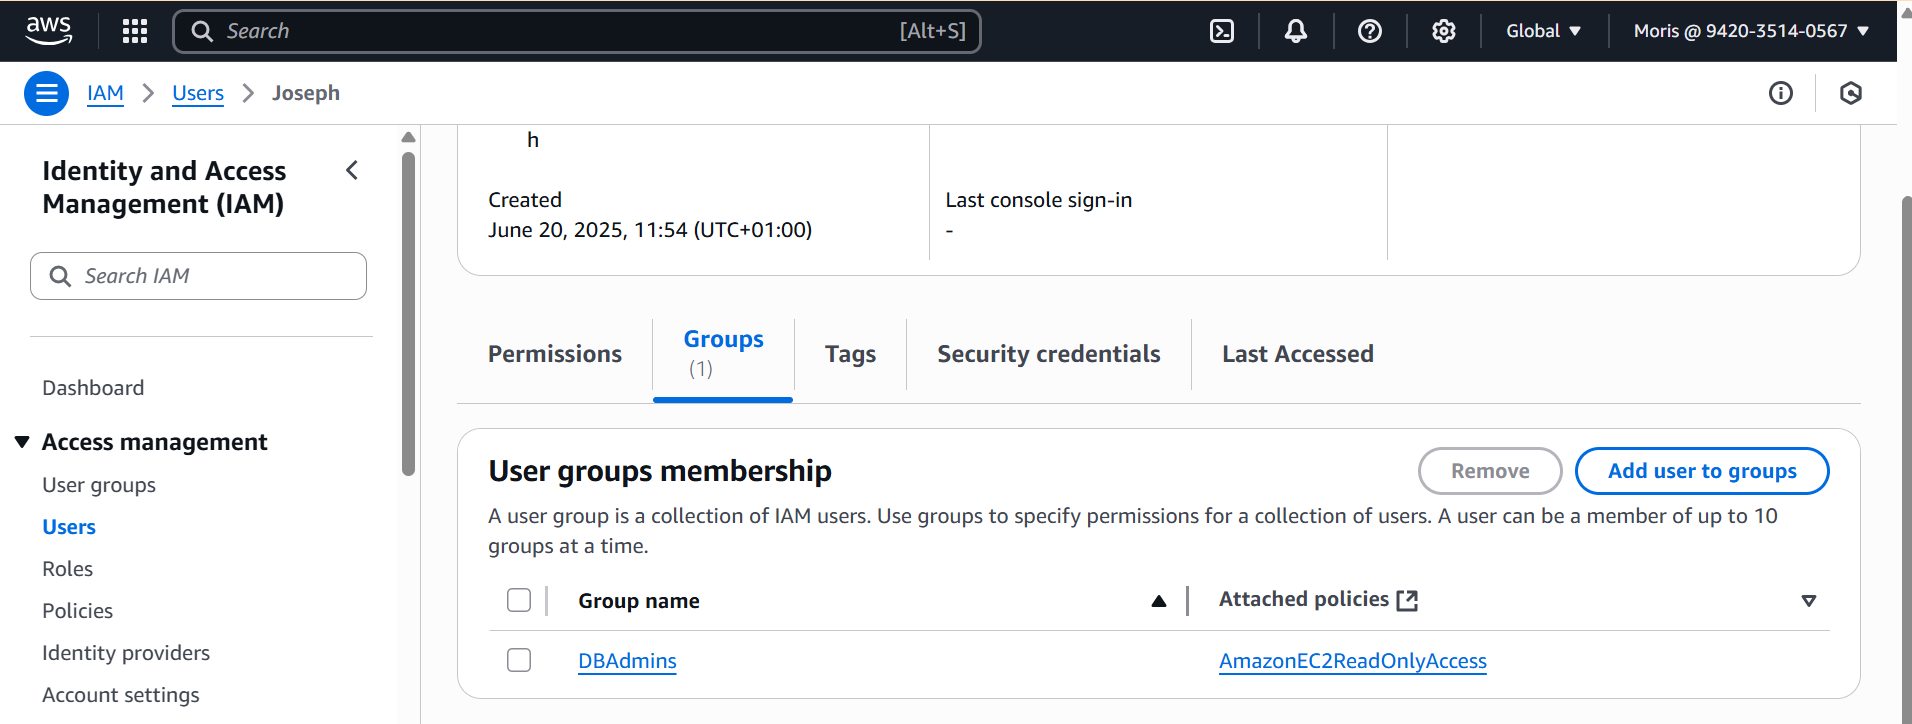 aws
Search [Alt+S]
Global
Moris @ 9420-3514-0567
IAM
Users
Joseph
Identity and Access
Management (IAM)
Search IAM
Dashboard
Access management
User groups
Users
Roles
Policies
Identity providers
Account settings
h
Created
June 20, 2025, 11:54 (UTC+01:00)
Last console sign-in
-
Permissions
Groups
(1)
Tags
Security credentials
Last Accessed
User groups membership
Remove
Add user to groups
A user group is a collection of IAM users. Use groups to specify permissions for a collection of users. A user can be a member of up to 10
groups at a time.
Group name
Attached policies
DBAdmins
AmazonEC2ReadOnlyAccess